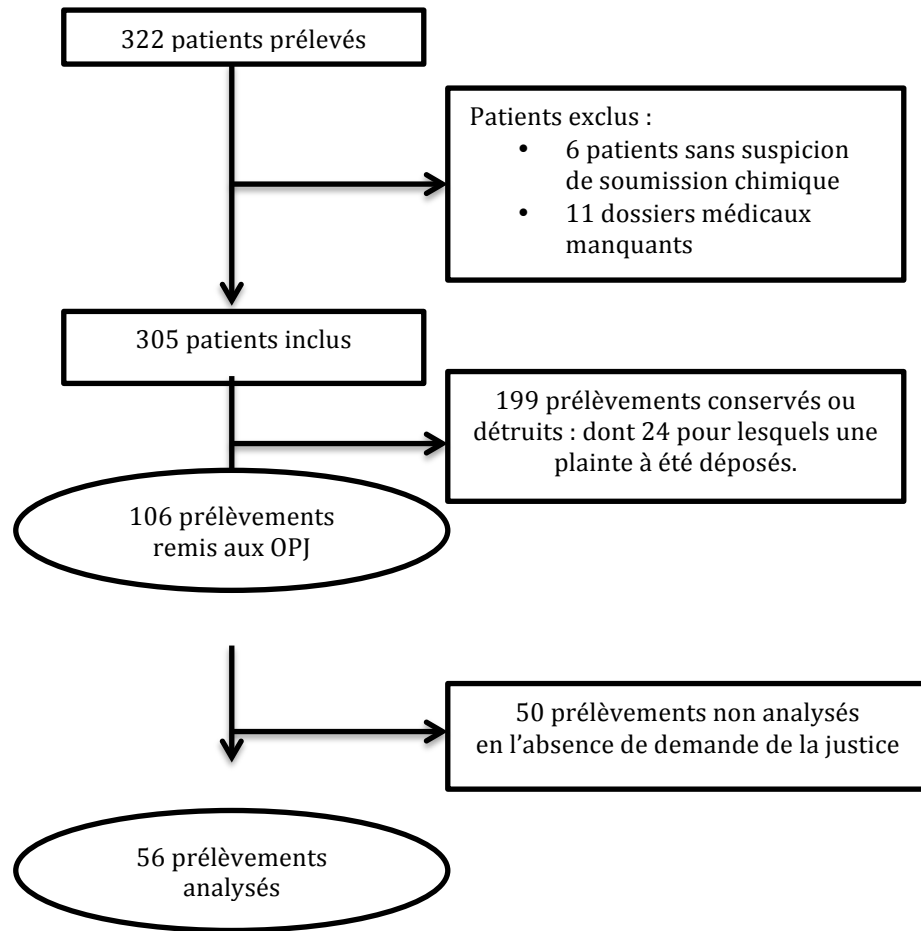 322 patients prélevés
Patients exclus :
• 6 patients sans suspicion
de soumission chimique
• 11 dossiers médicaux
manquants
305 patients inclus
199 prélèvements conservés ou
détruits : dont 24 pour lesquels une
plainte à été déposés.
106 prélèvements
remis aux OPJ
50 prélèvements non analysés
en l’absence de demande de la justice
56 prélèvements
analysés